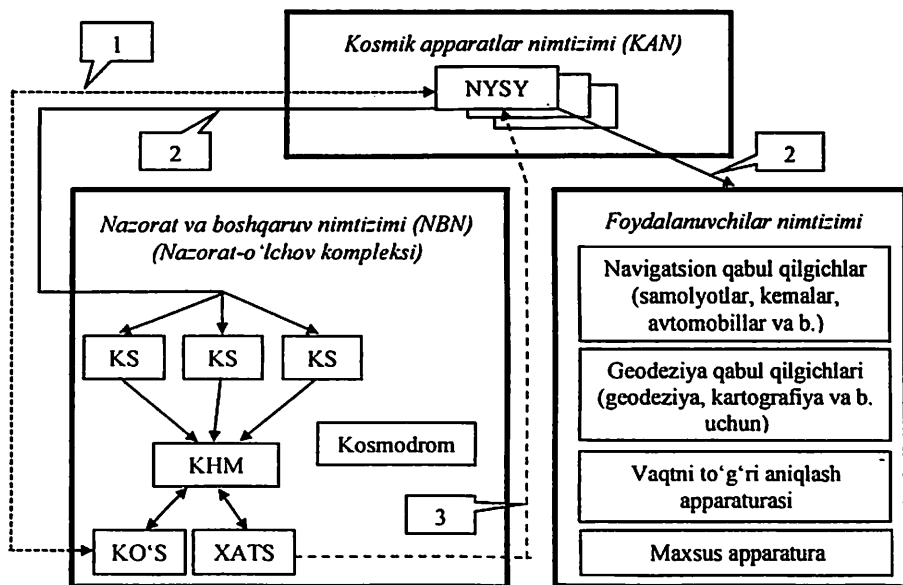 1
Kosmik apparatlar nimtizimi (KAN)
NYSY
2
2
Nazorat va boshqaruv nimtizimi (NBN)
(Nazorat-o‘lchov kompleksi)
KS
KS
KS
KHM
Kosmodrom
KO‘S
XATS
3
Foydalanuvchilar nimtizimi
Navigatsion qabul qilgichlar
(samolyotlar, kemalar,
avtomobillar va b.)
Geodeziya qabul qilgichlari
(geodeziya, kartografiya va b.
uchun)
Vaqtni to‘g‘ri aniqlash
apparaturasi
Maxsus apparatura